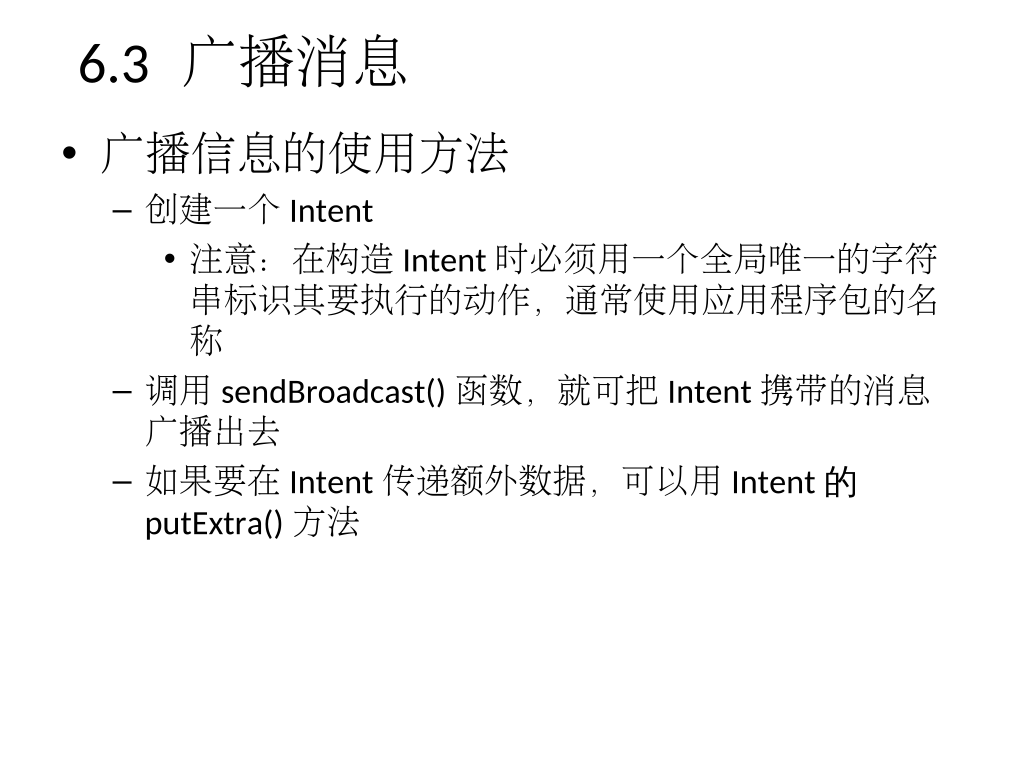 6.3 广播消息
• 广播信息的使用方法
– 创建一个 Intent
• 注意：在构造 Intent 时必须用一个全局唯一的字符
串标识其要执行的动作，通常使用应用程序包的名
称
– 调用 sendBroadcast() 函数，就可把 Intent 携带的消息
广播出去
– 如果要在 Intent 传递额外数据，可以用 Intent 的
putExtra() 方法